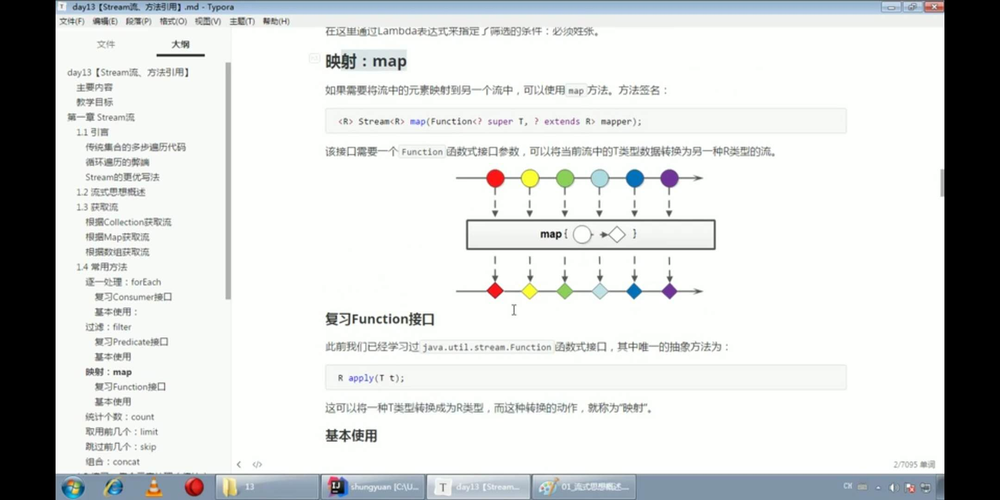 day13【Stream流、方法引用】.md - Typora
文件(F) 编辑(E) 段落(P) 格式(O) 视图(V) 主题(T) 帮助(H)
文件 大纲
day13【Stream流、方法引用】
主要内容
教学目标
第一章 Stream流
1.1 引言
传统集合的多步遍历代码
循环遍历的弊端
Stream的更优写法
1.2 流式思想概述
1.3 获取流
根据Collection获取流
根据Map获取流
根据数组获取流
1.4 常用方法
逐一处理：forEach
复习Consumer接口
基本使用：
过滤：filter
复习Predicate接口
基本使用
映射：map
复习Function接口
基本使用
统计个数：count
取用前几个：limit
跳过前几个：skip
组合：concat
在这里通过Lambda表达式来指定了筛选的条件：必须姓张。
映射：map
如果需要将流中的元素映射到另一个流中，可以使用 map 方法。方法签名：
<R> Stream<R> map(Function<? super T, ? extends R> mapper);
该接口需要一个 Function 函数式接口参数，可以将当前流中的T类型数据转换为另一种R类型的流。
map{ }
复习Function接口
此前我们已经学习过 java.util.stream.Function 函数式接口，其中唯一的抽象方法为：
R apply(T t);
这可以将一种T类型转换成为R类型，而这种转换的动作，就称为“映射”。
基本使用
2/7095 单词
13
shungyuan [C:\U...
day13【Stream...
01_流式思想概述...
CH